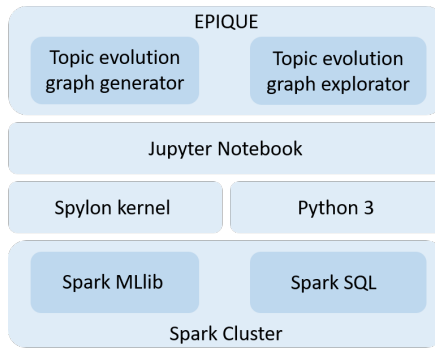 EPIQUE
Topic evolution
graph generator
Topic evolution
graph explorator
Jupyter Notebook
Spylon kernel
Python 3
Spark MLlib
Spark SQL
Spark Cluster